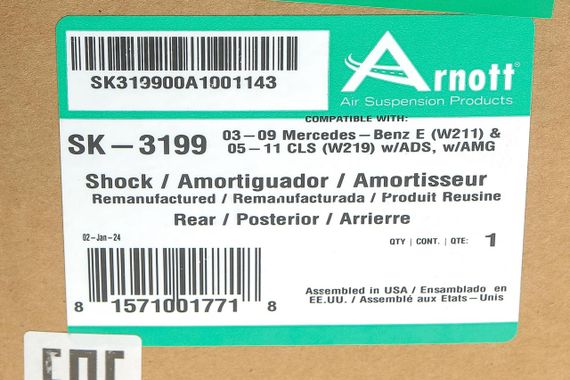 SK319900A1001143
Arnott®
Air Suspension Products
COMPATIBLE WITH:
SK-3199
03-09 Mercedes-Benz E (W211) &
05-11 CLS (W219) w/ADS, w/AMG
Shock / Amortiguador / Amortisseur
Remanufactured / Remanufacturada / Produit Reusine
Rear / Posterior / Arrierre
02-Jan-24
QTY | CONT. | QTE: 1
8 1571001771 8
Assembled in USA / Ensamblado en
EE.UU. / Assemblé aux Etats-Unis